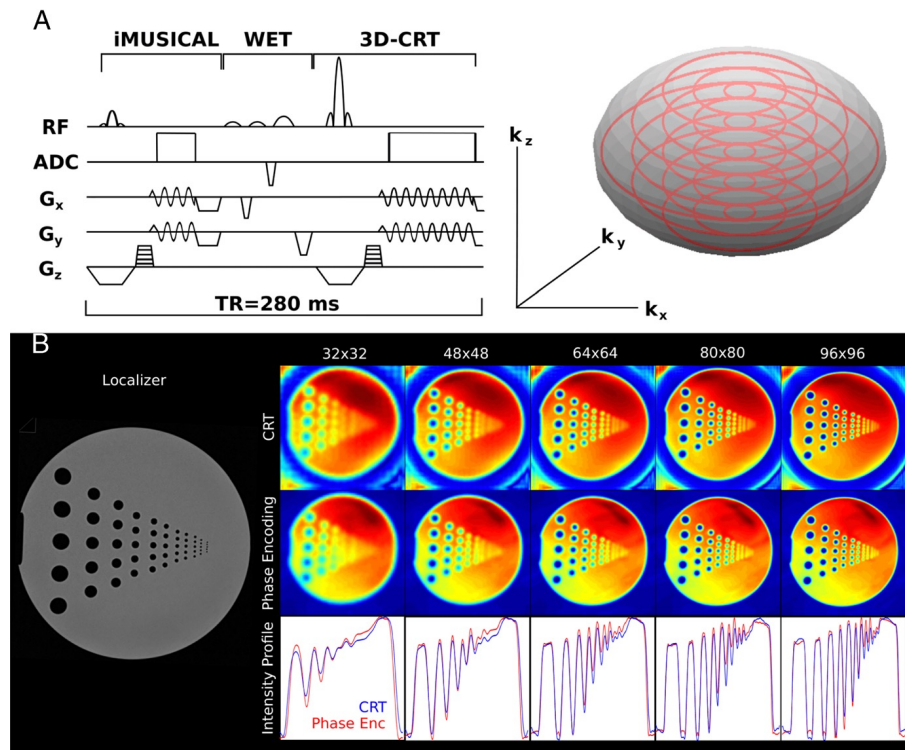 A
iMUSICAL WET 3D-CRT
RF
ADC
Gx
Gy
Gz
TR=280 ms
kz
ky
kx
B
Localizer
32x32 48x48 64x64 80x80 96x96
CRT
Phase Encoding
Intensity Profile
CRT
Phase Enc